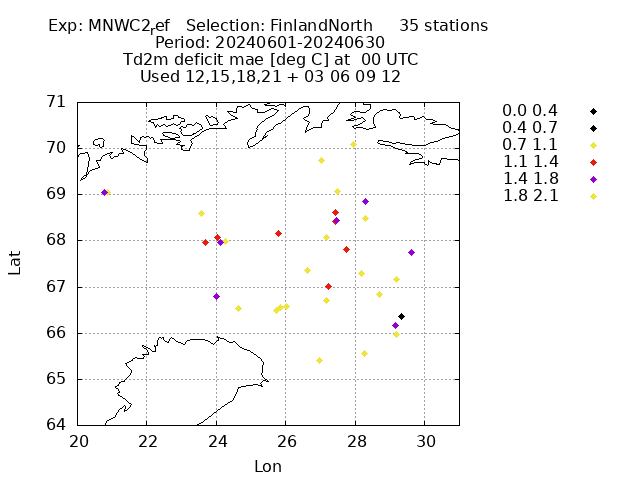 Exp: MNWC2ref Selection: FinlandNorth 35 stations
Period: 20240601-20240630
Td2m deficit mae [deg C] at 00 UTC
Used 12,15,18,21 + 03 06 09 12
0.0 0.4
0.4 0.7
0.7 1.1
1.1 1.4
1.4 1.8
1.8 2.1
71
70
69
68
67
66
65
64
Lat
20 22 24 26 28 30
Lon